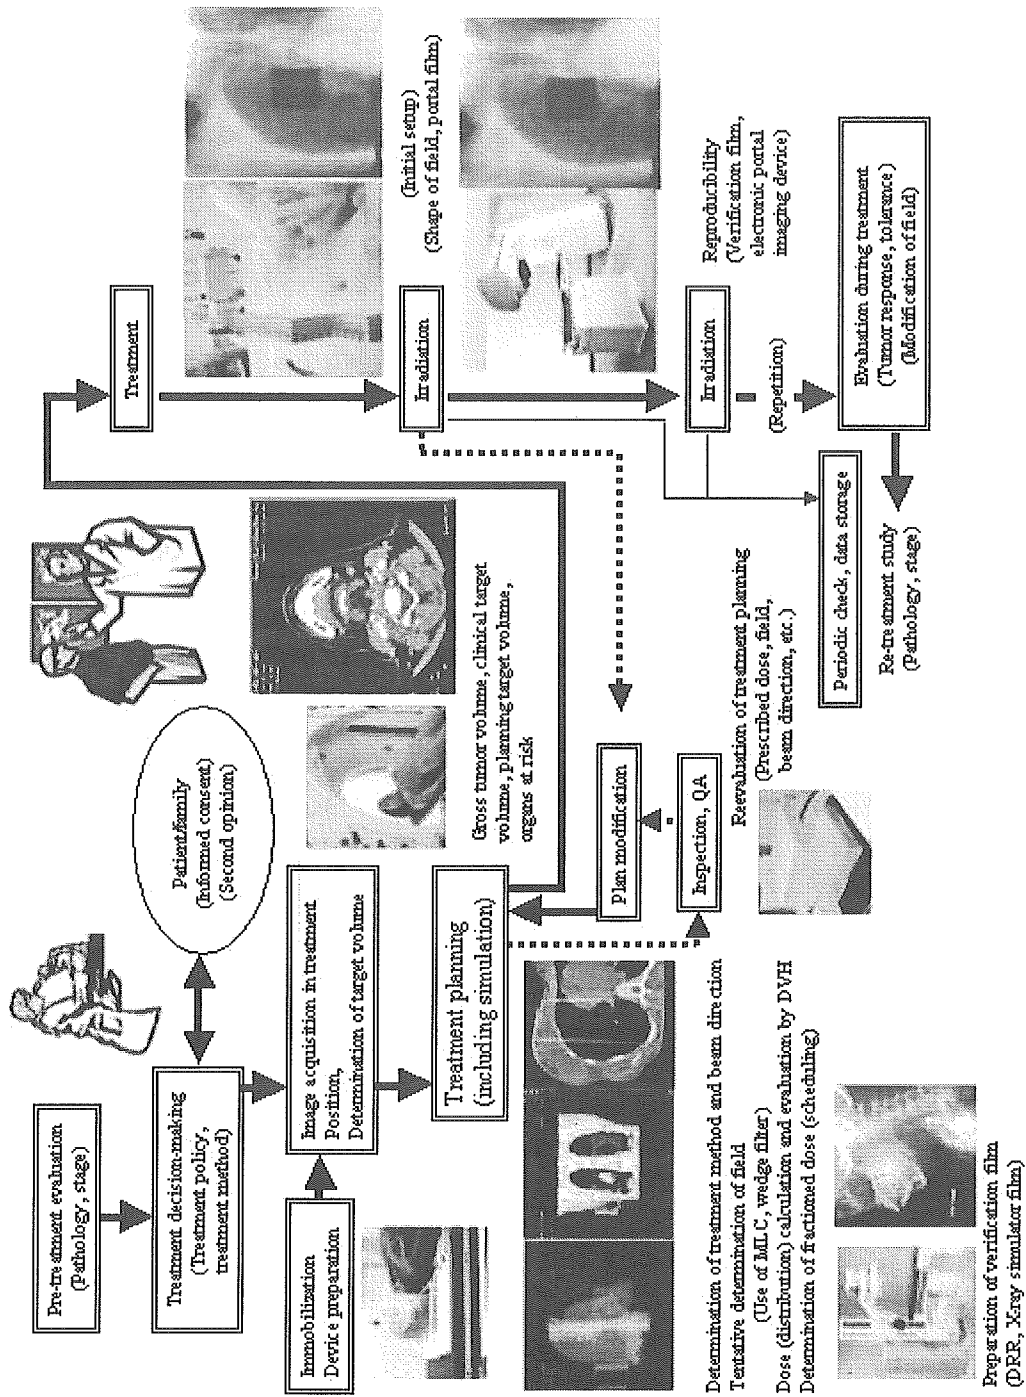 Pre-treatment evaluation
(Pathology, stage)
Treatment decision-making
(Treatment policy,
treatment method)
Patient/family
(Informed consent)
(Second opinion)
Immobilization
Device preparation
Image acquisition in treatment
Position,
Determination of target volume
Treatment planning
(including simulation)
Gross tumor volume, clinical target
volume, planning target volume,
organs at risk
Determination of treatment method and beam direction
Tentative determination of field
(Use of MLC, wedge filter)
Dose (distribution) calculation and evaluation by DVH
Determination of fractioned dose (scheduling)
Preparation of verification film
(DRR, X-ray simulator film)
Plan modification
Inspection, QA
Reevaluation of treatment planning
(Prescribed dose, field,
beam direction, etc.)
Treatment
(Initial setup)
(Shape of field, portal film)
Irradiation
Reproducibility
(Verification film,
electronic portal
imaging device)
Irradiation
(Repetition)
Evaluation during treatment
(Tumor response, tolerance)
(Modification of field)
Periodic check, data storage
Re-treatment study
(Pathology, stage)